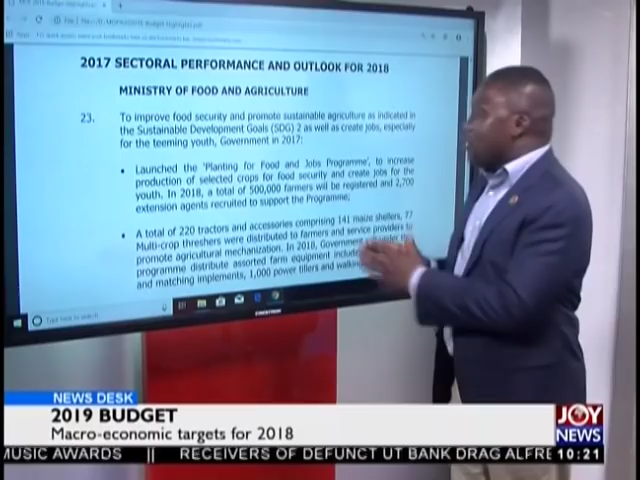 2017 SECTORAL PERFORMANCE AND OUTLOOK FOR 2018
MINISTRY OF FOOD AND AGRICULTURE
23. To improve food security and promote sustainable agriculture as indicated in
the Sustainable Development Goals (SDG) 2 as well as create jobs, especially
for the teeming youth, Government in 2017:
• Launched the 'Planting for Food and Jobs Programme', to increase
production of selected crops for food security and create jobs for the
youth. In 2018, a total of 500,000 farmers will be registered and 2,700
extension agents recruited to support the Programme;
• A total of 220 tractors and accessories comprising 141 maize shellers, 77
Multi-crop threshers were distributed to farmers and service providers to
promote agricultural mechanization. In 2018, Government
programme distribute assorted farm equipment
and matching implements, 1,000 power tillers and
Type here to search
NEWS DESK
2019 BUDGET
Macro-economic targets for 2018
JOY
NEWS
MUSIC AWARDS || RECEIVERS OF DEFUNCT UT BANK DRAG ALFRE
10:21